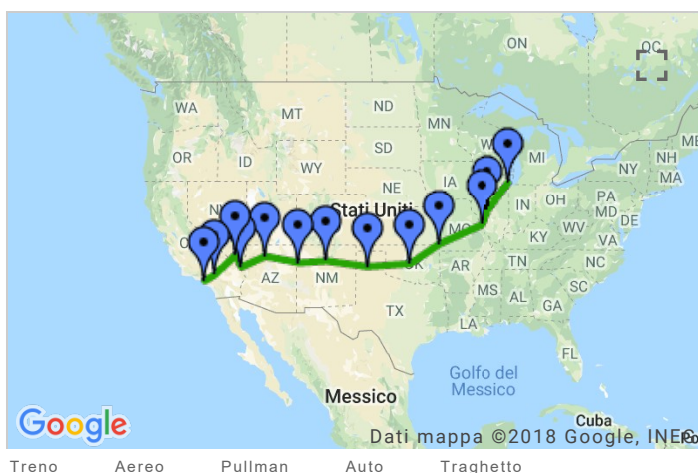 ON
QC
WA
MT
ND
MN
OR
ID
SD
WY
MI
NY
NH
MA
NE
IA
Stati Uniti
IN
OH
PA
MD
DE
KY
WV
VA
TN
NC
AZ
NM
AR
SC
MS
AL
GA
TX
LA
FL
Golfo del
Messico
Messico
Cuba
Google
Dati mappa ©2018 Google, INEG
Treno Aereo Pullman Auto Traghetto